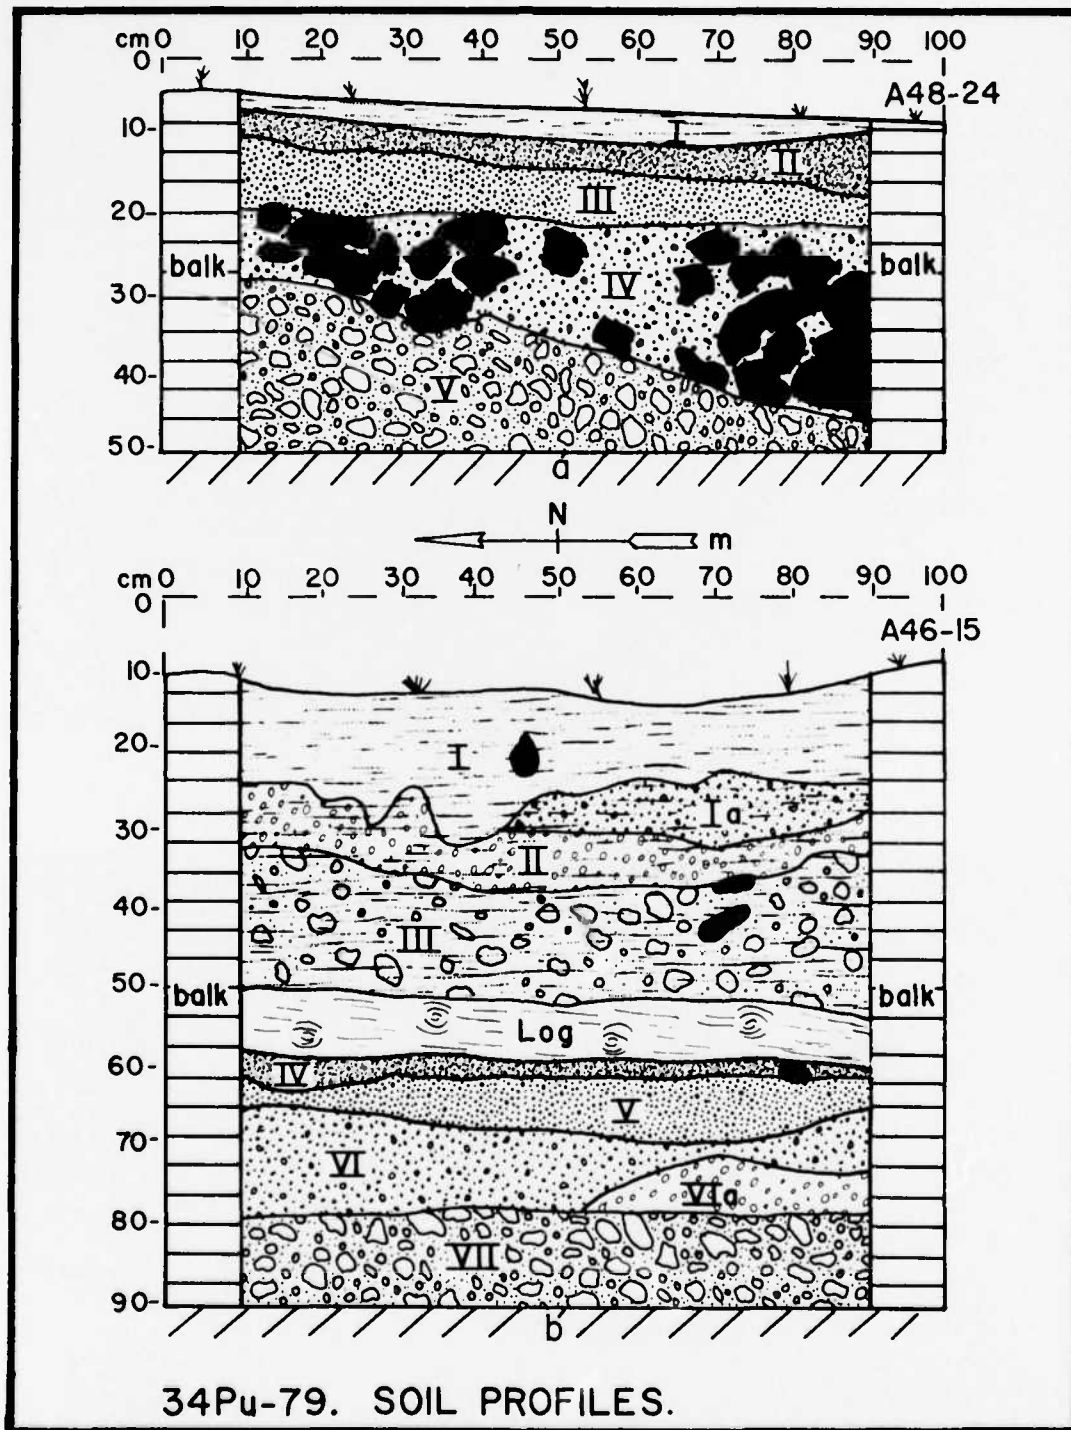 cm 0 10 20 30 40 50 60 70 80 90 100
0
A48-24
10-
I
II
20-
III
balk
IV
balk
30-
40-
V
50-
a
N
m
cm 0 10 20 30 40 50 60 70 80 90 100
0
A46-15
10-
20-
I
Ia
30-
II
40-
III
50-
balk
balk
Log
60-
IV
V
70-
VI
VIa
80-
VII
90-
b
34Pu-79. SOIL PROFILES.